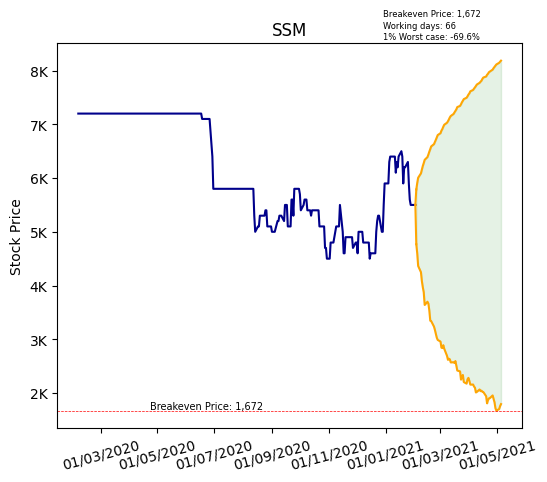 Breakeven Price: 1,672
Working days: 66
1% Worst case: -69.6%
SSM
Stock Price
8K
7K
6K
5K
4K
3K
2K
Breakeven Price: 1,672
01/03/2020
01/05/2020
01/07/2020
01/09/2020
01/11/2020
01/01/2021
01/03/2021
01/05/2021